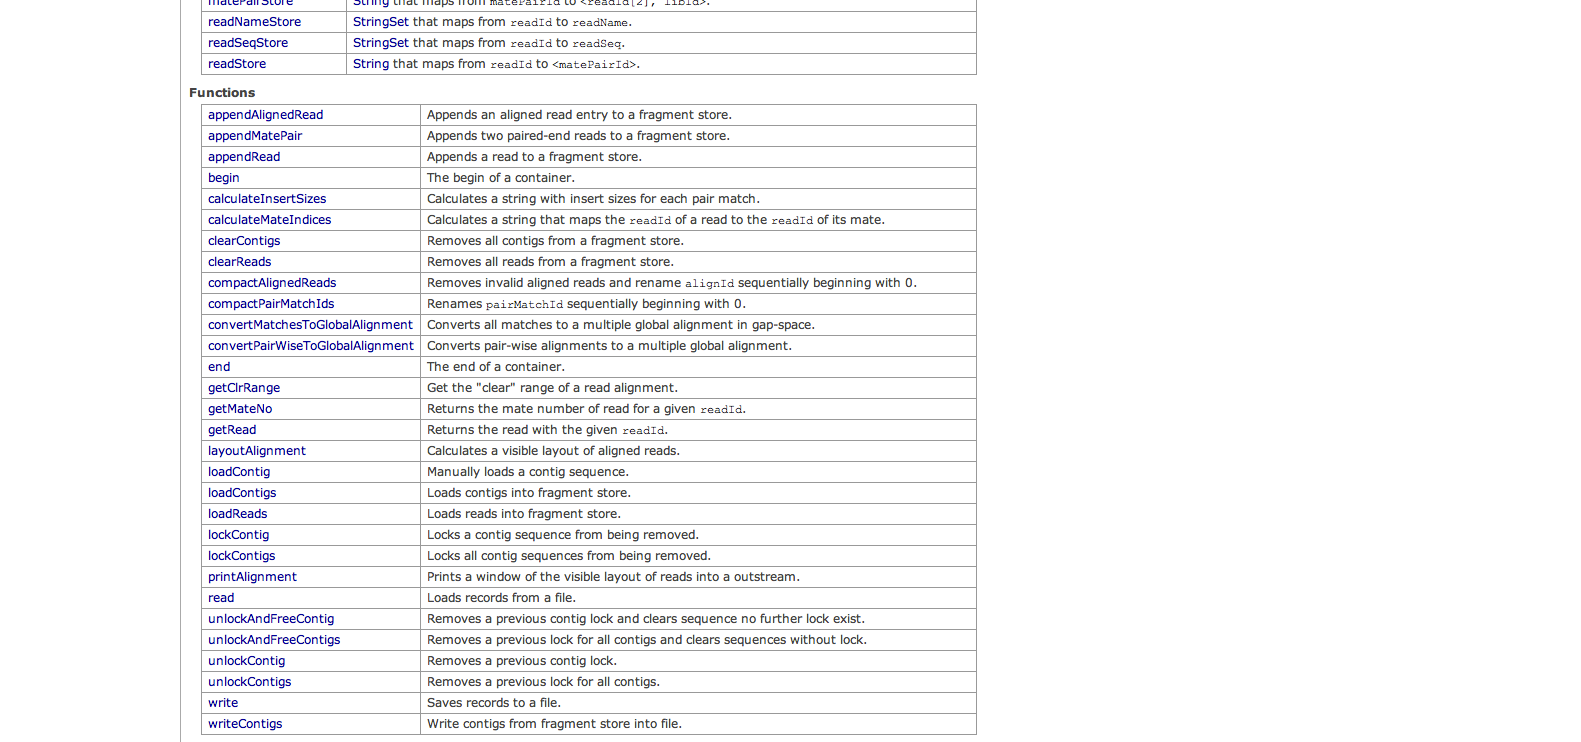 matePairStore String that maps from matePairId to <readId[2], libId>.
readNameStore StringSet that maps from readId to readName.
readSeqStore StringSet that maps from readId to readSeq.
readStore String that maps from readId to <matePairId>.
Functions
appendAlignedRead Appends an aligned read entry to a fragment store.
appendMatePair Appends two paired-end reads to a fragment store.
appendRead Appends a read to a fragment store.
begin The begin of a container.
calculateInsertSizes Calculates a string with insert sizes for each pair match.
calculateMateIndices Calculates a string that maps the readId of a read to the readId of its mate.
clearContigs Removes all contigs from a fragment store.
clearReads Removes all reads from a fragment store.
compactAlignedReads Removes invalid aligned reads and rename alignId sequentially beginning with 0.
compactPairMatchIds Renames pairMatchId sequentially beginning with 0.
convertMatchesToGlobalAlignment Converts all matches to a multiple global alignment in gap-space.
convertPairWiseToGlobalAlignment Converts pair-wise alignments to a multiple global alignment.
end The end of a container.
getClrRange Get the "clear" range of a read alignment.
getMateNo Returns the mate number of read for a given readId.
getRead Returns the read with the given readId.
layoutAlignment Calculates a visible layout of aligned reads.
loadContig Manually loads a contig sequence.
loadContigs Loads contigs into fragment store.
loadReads Loads reads into fragment store.
lockContig Locks a contig sequence from being removed.
lockContigs Locks all contig sequences from being removed.
printAlignment Prints a window of the visible layout of reads into a outstream.
read Loads records from a file.
unlockAndFreeContig Removes a previous contig lock and clears sequence no further lock exist.
unlockAndFreeContigs Removes a previous lock for all contigs and clears sequences without lock.
unlockContig Removes a previous contig lock.
unlockContigs Removes a previous lock for all contigs.
write Saves records to a file.
writeContigs Write contigs from fragment store into file.